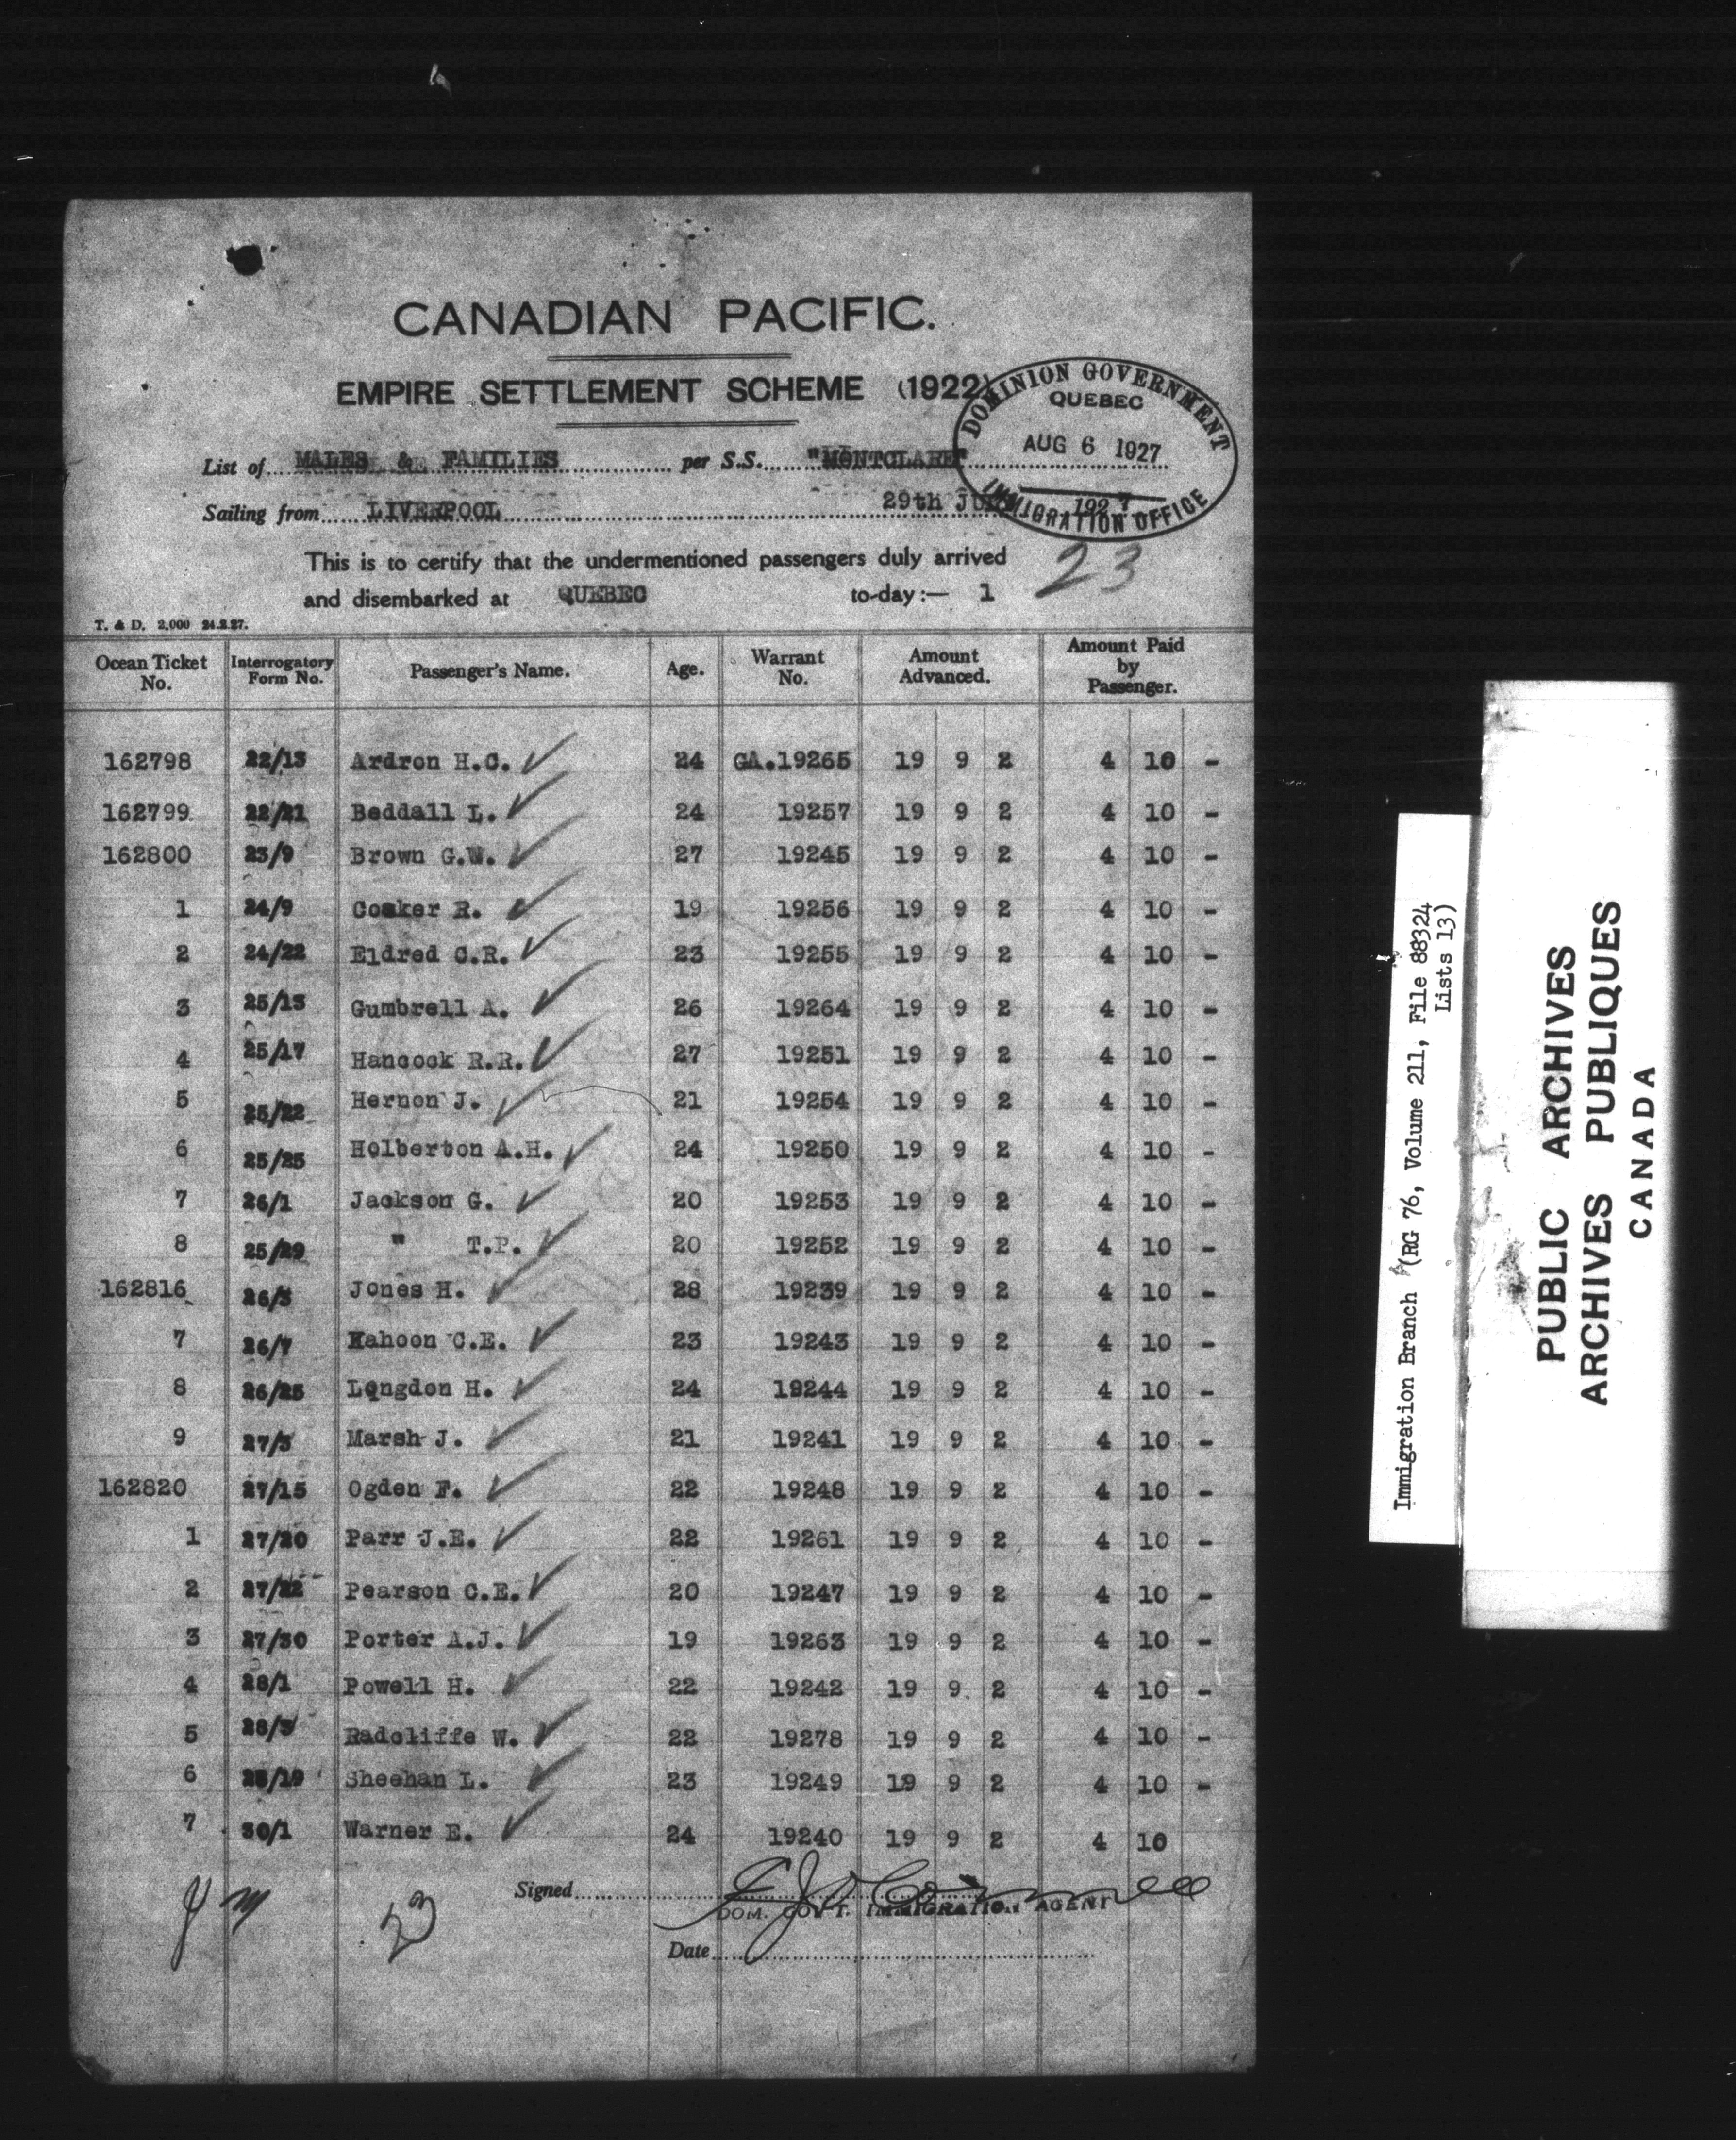 CANADIAN PACIFIC.
EMPIRE SETTLEMENT SCHEME (1922)
DOMINION GOVERNMENT
QUEBEC
AUG 6 1927
IMMIGRATION OFFICE
List of MALES & FAMILIES per S.S. "MONTCLARE"
Sailing from LIVERPOOL 29th 1927
23
This is to certify that the undermentioned passengers duly arrived
and disembarked at QUEBEC to-day :— 1
T. & D. 2,000 24.2.27.
Ocean Ticket No. Interrogatory Form No. Passenger's Name. Age. Warrant No. Amount Advanced. Amount Paid by Passenger.
162798 22/13 Ardron H.C. ✓ 24 GA.19265 19 9 2 4 10 -
162799 22/21 Beddall L. ✓ 24 19257 19 9 2 4 10 -
162800 23/9 Brown G.W. ✓ 27 19245 19 9 2 4 10 -
1 24/9 Coaker R. ✓ 19 19256 19 9 2 4 10 -
2 24/22 Eldred C.R. ✓ 23 19255 19 9 2 4 10 -
3 25/13 Gumbrell A. ✓ 26 19264 19 9 2 4 10 -
4 25/17 Hancock R.R. ✓ 27 19251 19 9 2 4 10 -
5 25/22 Hernon J. ✓ 21 19254 19 9 2 4 10 -
6 25/25 Holberton A.H. ✓ 24 19250 19 9 2 4 10 -
7 26/1 Jackson G. ✓ 20 19253 19 9 2 4 10 -
8 25/29 " T.P. ✓ 20 19252 19 9 2 4 10 -
162816 26/3 Jones H. ✓ 28 19239 19 9 2 4 10 -
7 26/7 Kahoon C.E. ✓ 23 19243 19 9 2 4 10 -
8 26/25 Longdon H. ✓ 24 19244 19 9 2 4 10 -
9 27/3 Marsh J. ✓ 21 19241 19 9 2 4 10 -
162820 27/15 Ogden F. ✓ 22 19248 19 9 2 4 10 -
1 27/20 Parr J.E. ✓ 22 19261 19 9 2 4 10 -
2 27/22 Pearson C.E. ✓ 20 19247 19 9 2 4 10 -
3 27/30 Porter A.J. ✓ 19 19263 19 9 2 4 10 -
4 28/1 Powell H. ✓ 22 19242 19 9 2 4 10 -
5 28/3 Radcliffe W. ✓ 22 19278 19 9 2 4 10 -
6 Sheehan L. ✓ 23 19249 19 9 2 4 10 -
7 30/1 Warner E. ✓ 24 19240 19 9 2 4 10
23
Signed
DOM. GOVT. IMMIGRATION AGENT
Date
Immigration Branch (RG 76, Volume 211, File 88324
Lists 13)
PUBLIC ARCHIVES
ARCHIVES PUBLIQUES
CANADA